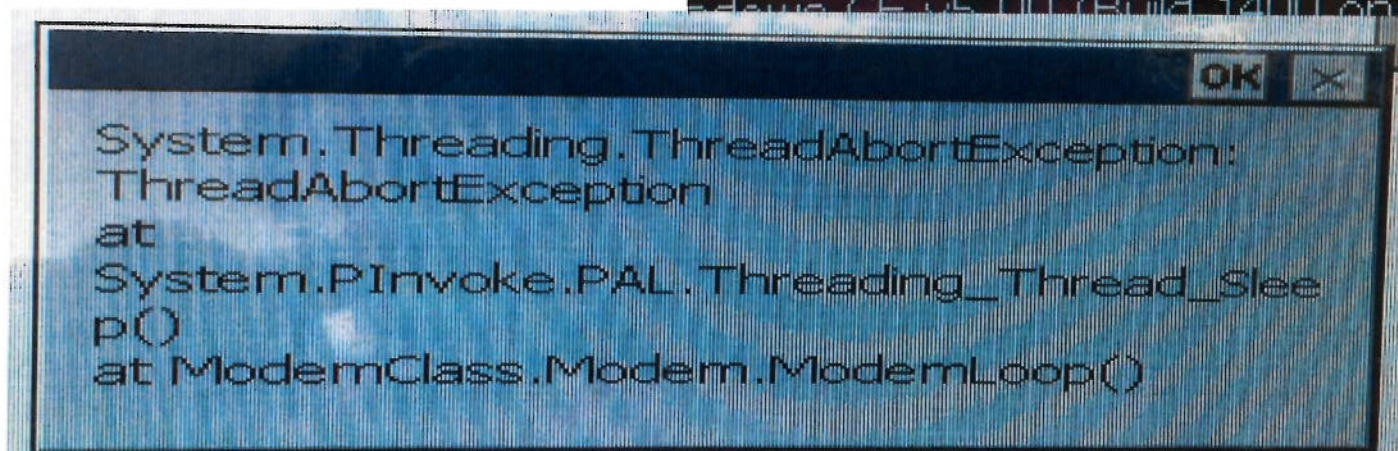 OK ×
System.Threading.ThreadAbortException:
ThreadAbortException
at
System.PInvoke.PAL.Threading_Thread_Slee
p()
at ModemClass.Modem.ModemLoop()